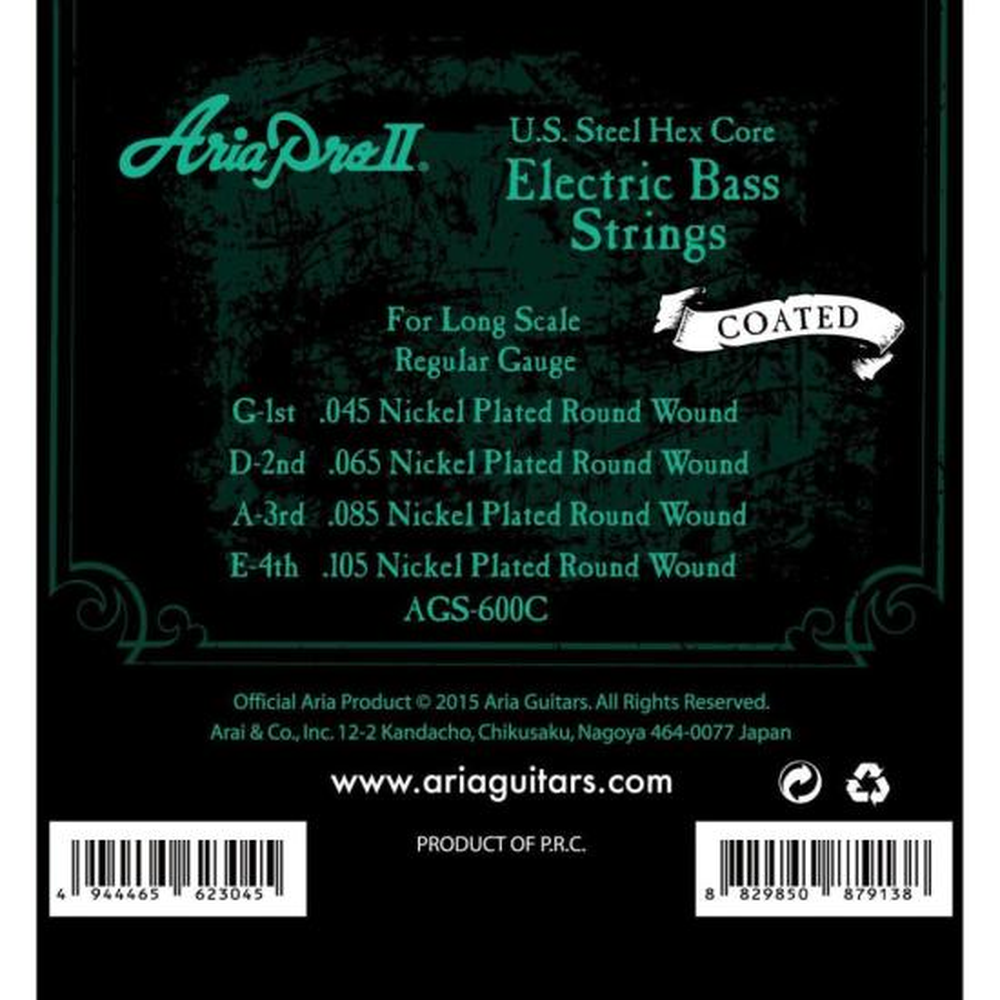 Aria Pro II®
U.S. Steel Hex Core
Electric Bass
Strings
COATED
For Long Scale
Regular Gauge
G-1st .045 Nickel Plated Round Wound
D-2nd .065 Nickel Plated Round Wound
A-3rd .085 Nickel Plated Round Wound
E-4th .105 Nickel Plated Round Wound
AGS-600C
Official Aria Product © 2015 Aria Guitars. All Rights Reserved.
Arai & Co., Inc. 12-2 Kandacho, Chikusaku, Nagoya 464-0077 Japan
www.ariaguitars.com
PRODUCT OF P.R.C.
4 944465 623045
8 829850 879138